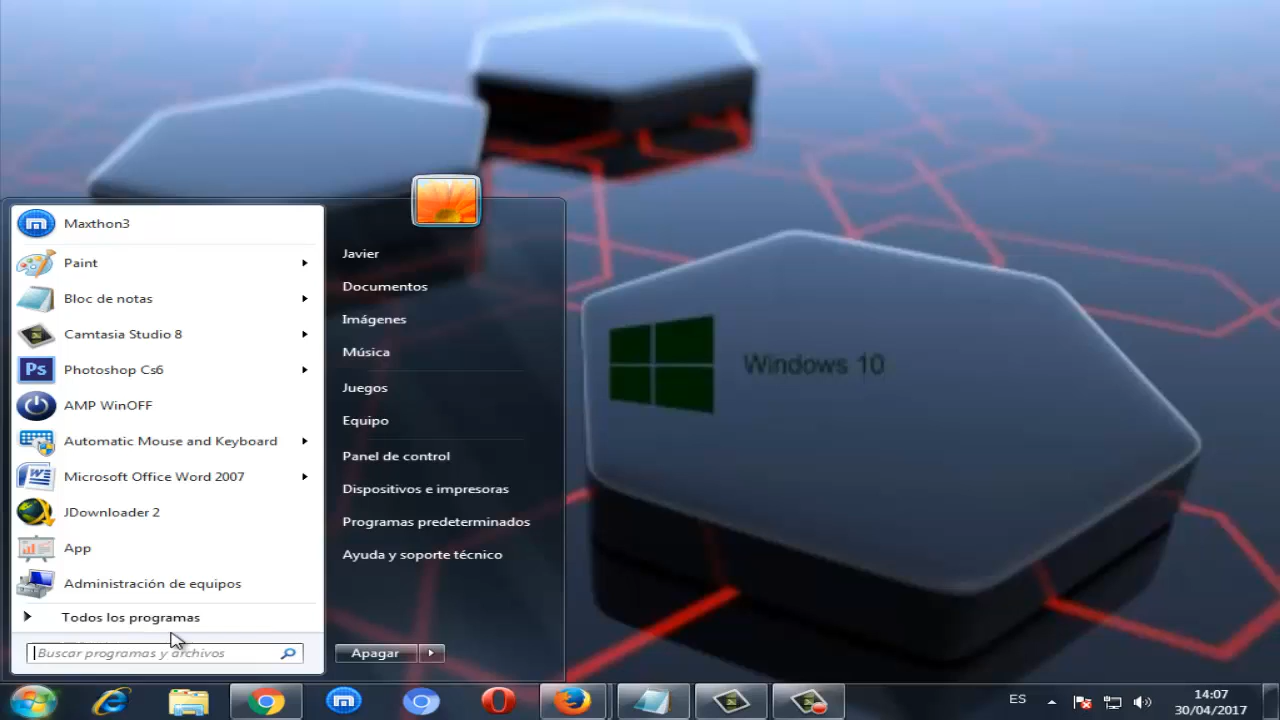 Maxthon3
Paint
Bloc de notas
Camtasia Studio 8
Ps
Photoshop Cs6
AMP WinOFF
Automatic Mouse and Keyboard
Microsoft Office Word 2007
JDownloader 2
App
Administración de equipos
Todos los programas
Buscar programas y archivos
Javier
Documentos
Imágenes
Música
Juegos
Equipo
Panel de control
Dispositivos e impresoras
Programas predeterminados
Ayuda y soporte técnico
Apagar
Windows 10
ES
14:07
30/04/2017